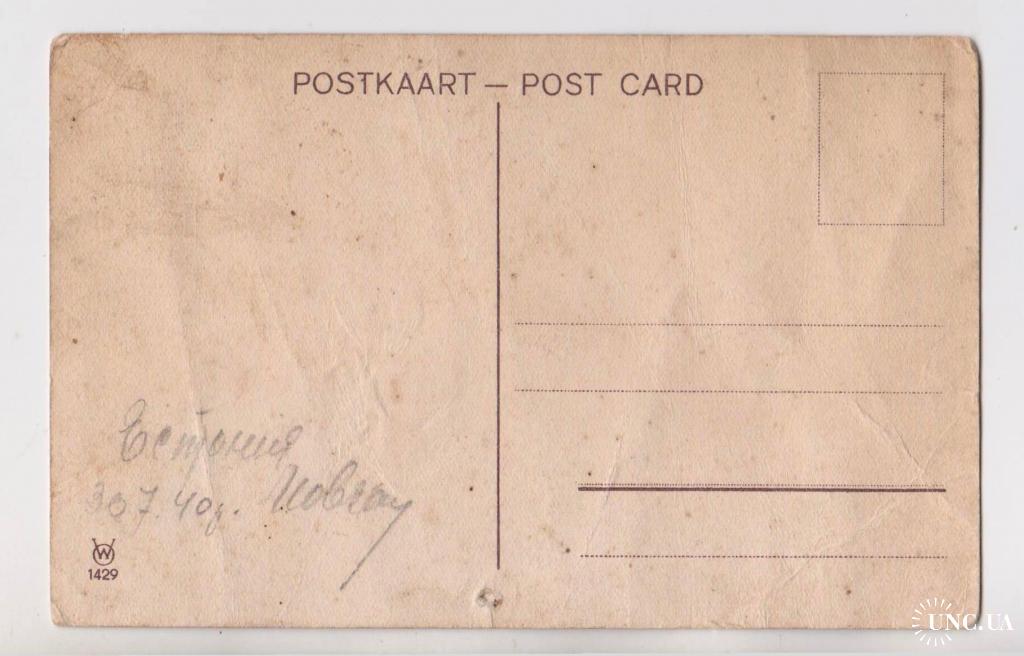 POSTKAART — POST CARD
Естония
30 7. 40г.
W
1429
UNC.UA